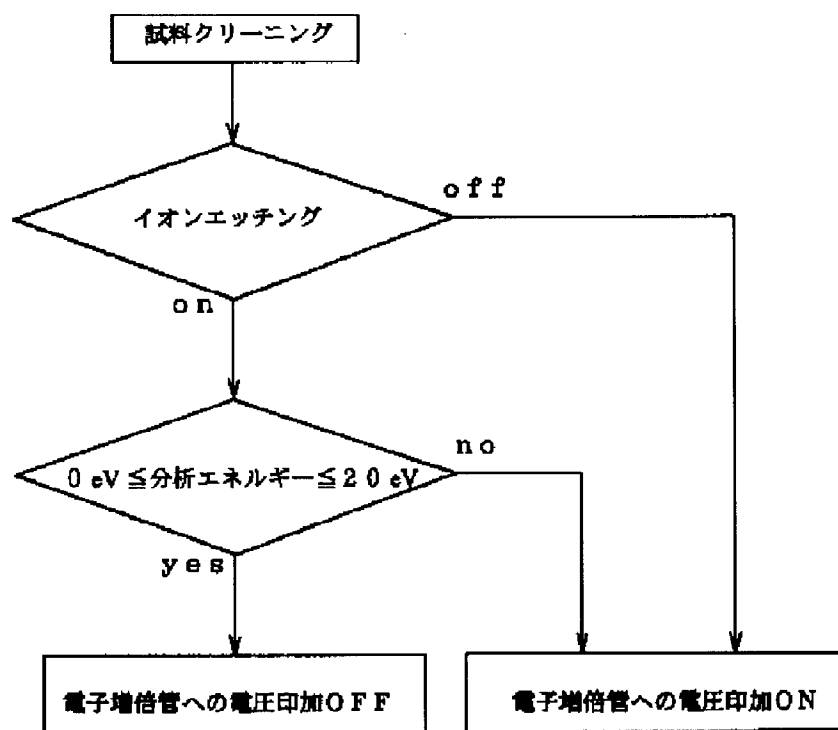 試料クリーニング
off
イオンエッチング
on
no
0 eV≦分析エネルギー≦20 eV
yes
電子増倍管への電圧印加OFF
電子増倍管への電圧印加ON